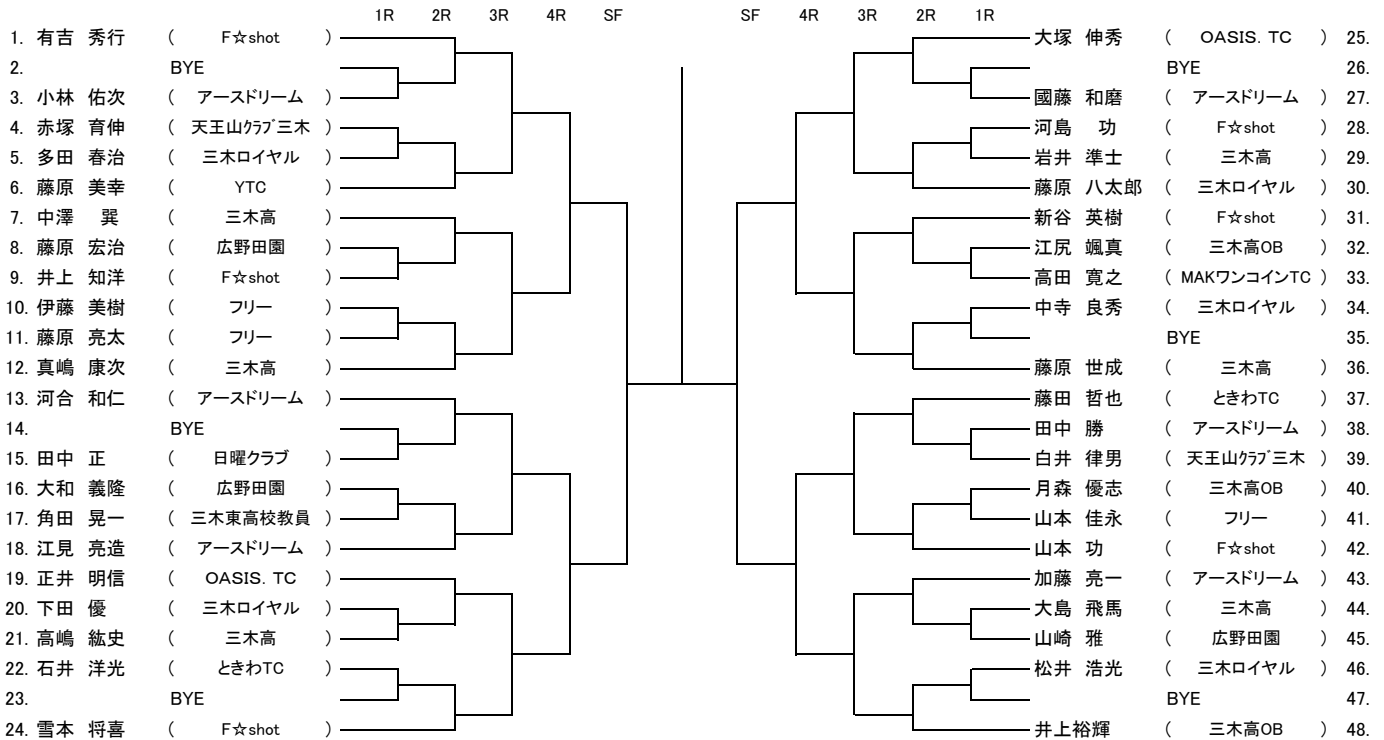 1R 2R 3R 4R SF SF 4R 3R 2R 1R
1. 有吉 秀行 ( F☆shot ) 大塚 伸秀 ( OASIS. TC ) 25.
2. BYE BYE 26.
3. 小林 佑次 ( アースドリーム ) 國藤 和磨 ( アースドリーム ) 27.
4. 赤塚 育伸 ( 天王山クラブ三木 ) 河島 功 ( F☆shot ) 28.
5. 多田 春治 ( 三木ロイヤル ) 岩井 準士 ( 三木高 ) 29.
6. 藤原 美幸 ( YTC ) 藤原 八太郎 ( 三木ロイヤル ) 30.
7. 中澤 巽 ( 三木高 ) 新谷 英樹 ( F☆shot ) 31.
8. 藤原 宏治 ( 広野田園 ) 江尻 颯真 ( 三木高OB ) 32.
9. 井上 知洋 ( F☆shot ) 高田 寛之 ( MAKワンコインTC ) 33.
10. 伊藤 美樹 ( フリー ) 中寺 良秀 ( 三木ロイヤル ) 34.
11. 藤原 亮太 ( フリー ) BYE 35.
12. 真嶋 康次 ( 三木高 ) 藤原 世成 ( 三木高 ) 36.
13. 河合 和仁 ( アースドリーム ) 藤田 哲也 ( ときわTC ) 37.
14. BYE 田中 勝 ( アースドリーム ) 38.
15. 田中 正 ( 日曜クラブ ) 白井 律男 ( 天王山クラブ三木 ) 39.
16. 大和 義隆 ( 広野田園 ) 月森 優志 ( 三木高OB ) 40.
17. 角田 晃一 ( 三木東高校教員 ) 山本 佳永 ( フリー ) 41.
18. 江見 亮造 ( アースドリーム ) 山本 功 ( F☆shot ) 42.
19. 正井 明信 ( OASIS. TC ) 加藤 亮一 ( アースドリーム ) 43.
20. 下田 優 ( 三木ロイヤル ) 大島 飛馬 ( 三木高 ) 44.
21. 高嶋 紘史 ( 三木高 ) 山崎 雅 ( 広野田園 ) 45.
22. 石井 洋光 ( ときわTC ) 松井 浩光 ( 三木ロイヤル ) 46.
23. BYE BYE 47.
24. 雪本 将喜 ( F☆shot ) 井上裕輝 ( 三木高OB ) 48.